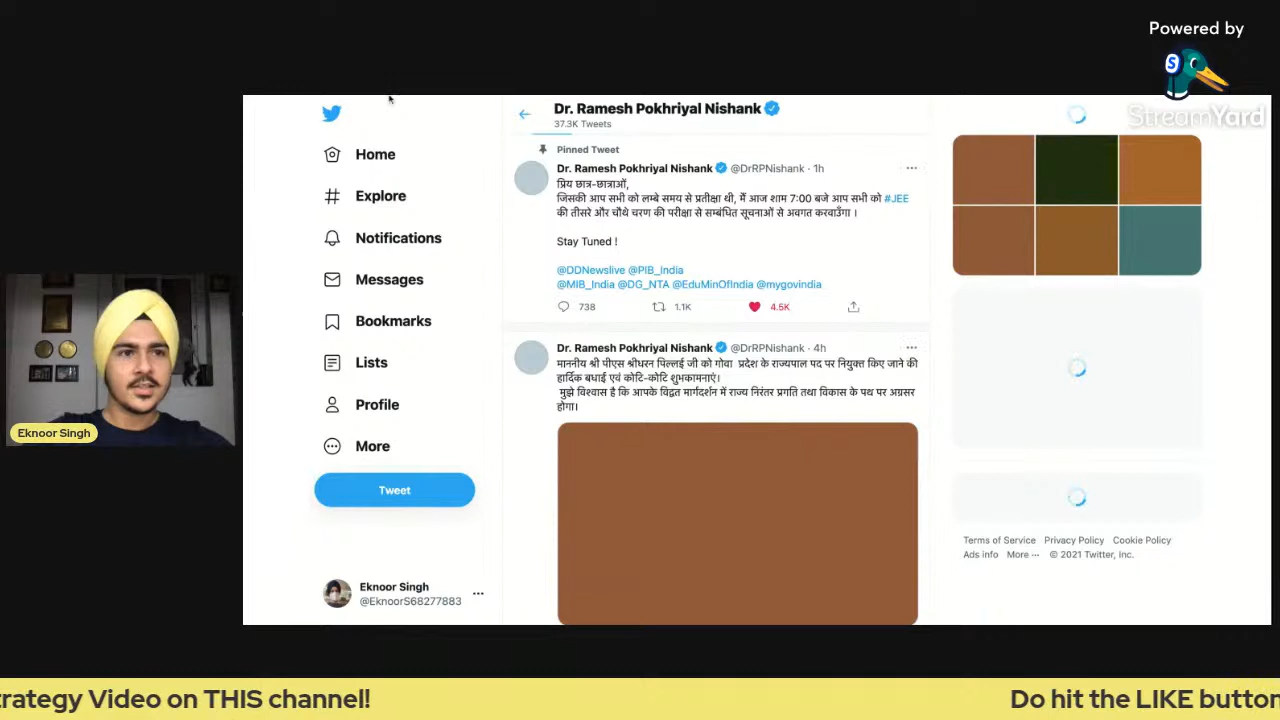 Powered by
StreamYard
Home
Explore
Notifications
Messages
Bookmarks
Lists
Profile
More
Tweet
Eknoor Singh
@EknoorS68277883
Dr. Ramesh Pokhriyal Nishank
37.3K Tweets
Pinned Tweet
Dr. Ramesh Pokhriyal Nishank @DrRPNishank · 1h
प्रिय छात्र-छात्राओं,
जिसकी आप सभी को लम्बे समय से प्रतीक्षा थी, मैं आज शाम 7:00 बजे आप सभी को #JEE
की तीसरे और चौथे चरण की परीक्षा से सम्बंधित सूचनाओं से अवगत करवाउँगा ।
Stay Tuned !
@DDNewslive @PIB_India
@MIB_India @DG_NTA @EduMinOfIndia @mygovindia
738 1.1K 4.5K
Dr. Ramesh Pokhriyal Nishank @DrRPNishank · 4h
माननीय श्री पीएस श्रीधरन पिल्लई जी को गोवा प्रदेश के राज्यपाल पद पर नियुक्त किए जाने की
हार्दिक बधाई एवं कोटि-कोटि शुभकामनाएं।
मुझे विश्वास है कि आपके विद्वत मार्गदर्शन में राज्य निरंतर प्रगति तथा विकास के पथ पर अग्रसर
होगा।
Terms of Service Privacy Policy Cookie Policy
Ads info More ··· © 2021 Twitter, Inc.
Eknoor Singh
trategy Video on THIS channel!
Do hit the LIKE button